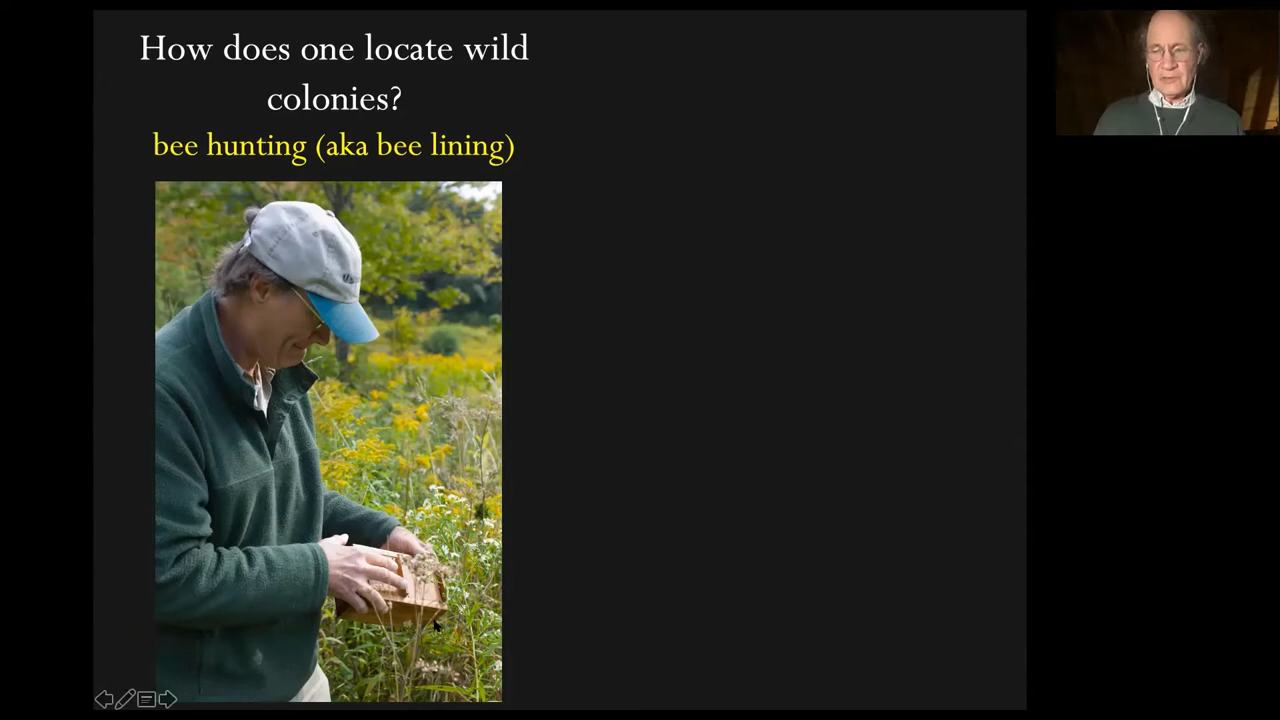 How does one locate wild
colonies?
bee hunting (aka bee lining)